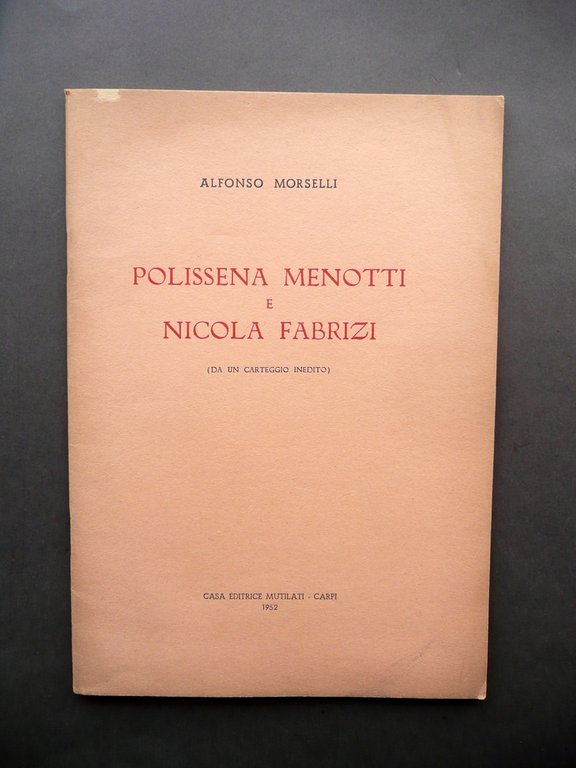 ALFONSO MORSELLI
POLISSENA MENOTTI
E
NICOLA FABRIZI
(DA UN CARTEGGIO INEDITO)
CASA EDITRICE MUTILATI - CARPI
1952